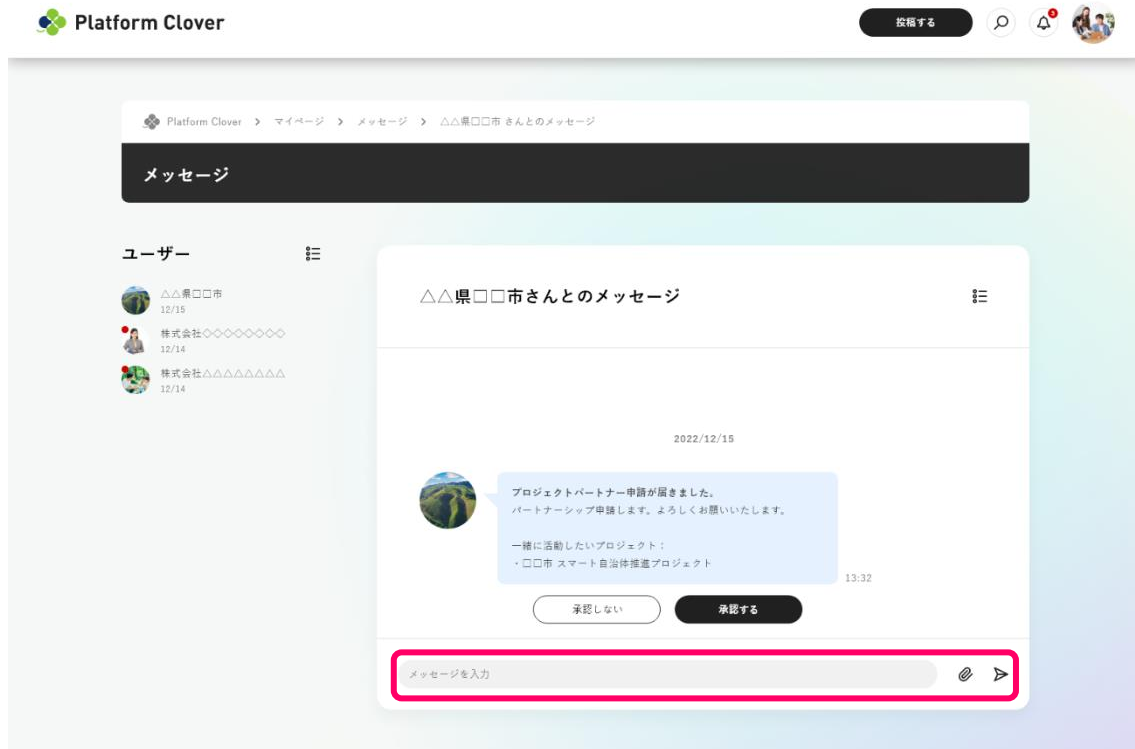 Platform Clover
投稿する
3
Platform Clover > マイページ > メッセージ > △△県□□市 さんとのメッセージ
メッセージ
ユーザー
△△県□□市
12/15
株式会社◇◇◇◇◇◇◇◇
12/14
株式会社△△△△△△△△
12/14
△△県□□市さんとのメッセージ
2022/12/15
プロジェクトパートナー申請が届きました。
パートナーシップ申請します。よろしくお願いいたします。
一緒に活動したいプロジェクト：
・□□市 スマート自治体推進プロジェクト
13:32
承認しない
承認する
メッセージを入力